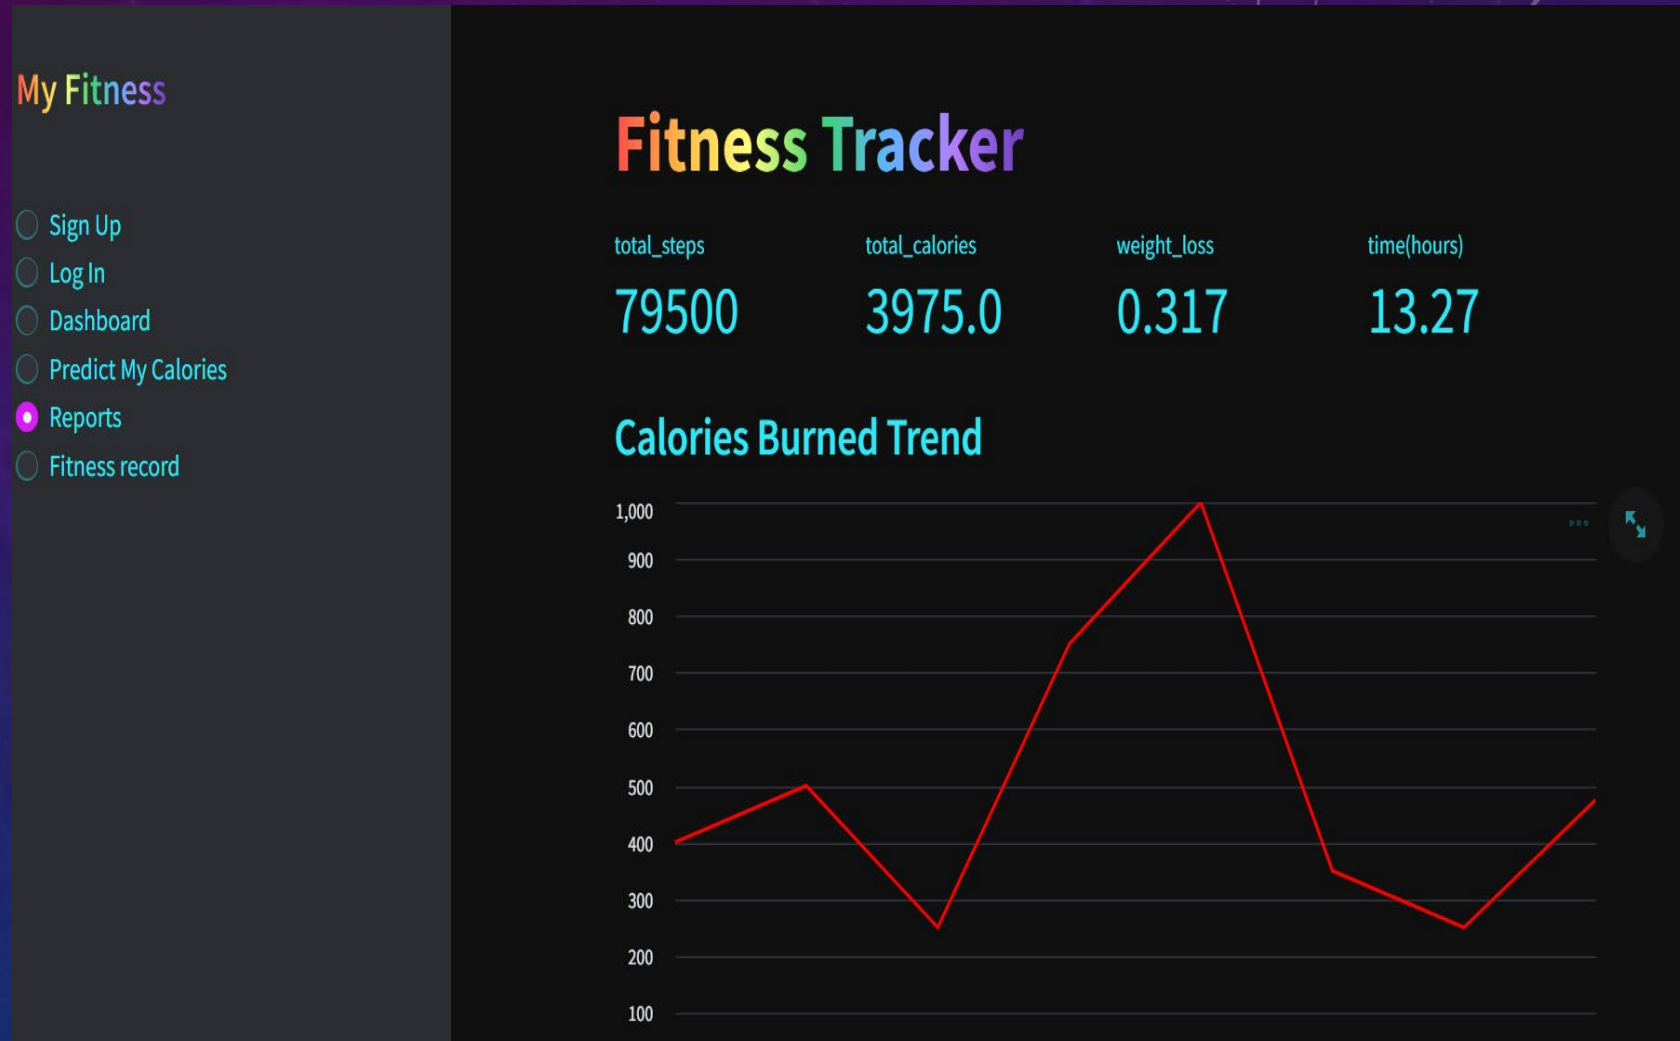 My Fitness
Sign Up
Log In
Dashboard
Predict My Calories
Reports
Fitness record
Fitness Tracker
total_steps total_calories weight_loss time(hours)
79500 3975.0 0.317 13.27
Calories Burned Trend
1,000
900
800
700
600
500
400
300
200
100